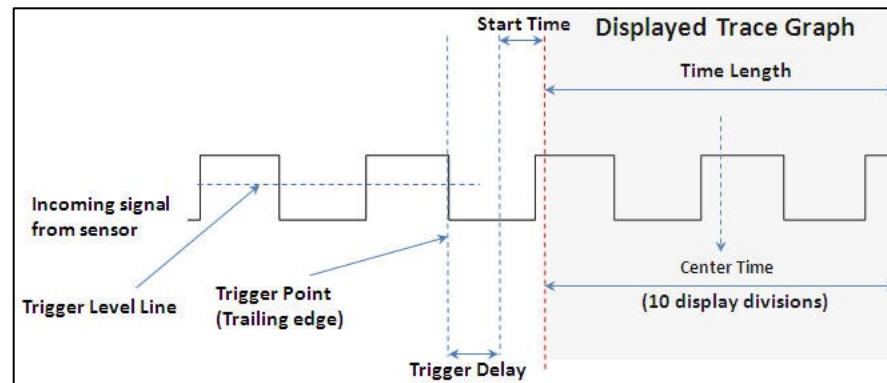 Start Time
Displayed Trace Graph
Time Length
Incoming signal
from sensor
Trigger Level Line
Trigger Point
(Trailing edge)
Center Time
(10 display divisions)
Trigger Delay